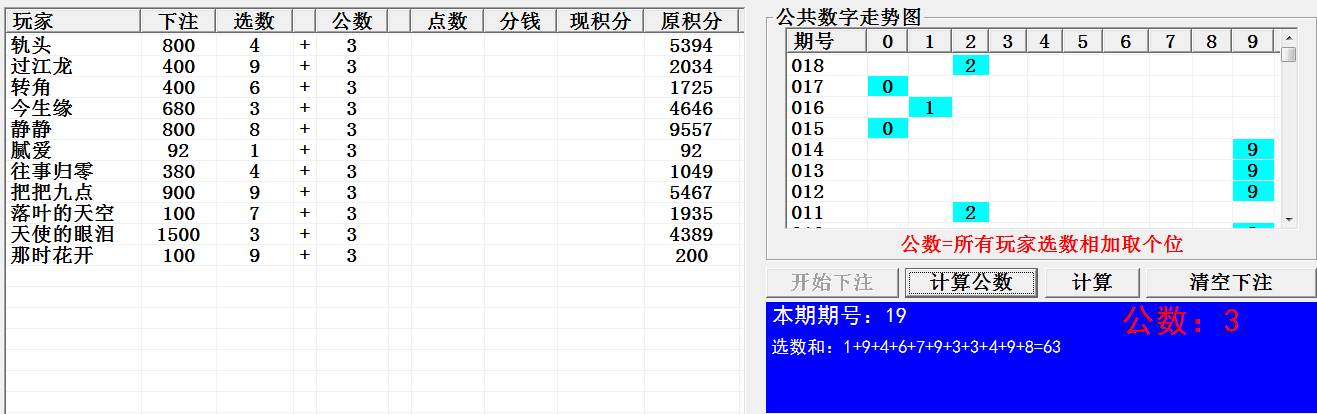 玩家 下注 选数 公数 点数 分钱 现积分 原积分
轨头 800 4 + 3 5394
过江龙 400 9 + 3 2034
转角 400 6 + 3 1725
今生缘 680 3 + 3 4646
静静 800 8 + 3 9557
腻爱 92 1 + 3 92
往事归零 380 4 + 3 1049
把把九点 900 9 + 3 5467
落叶的天空 100 7 + 3 1935
天使的眼泪 1500 3 + 3 4389
那时花开 100 9 + 3 200
公共数字走势图
期号 0 1 2 3 4 5 6 7 8 9
018 2
017 0
016 1
015 0
014 9
013 9
012 9
011 2
公数=所有玩家选数相加取个位
开始下注 计算公数 计算 清空下注
本期期号：19 公数：3
选数和：1+9+4+6+7+9+3+3+4+9+8=63